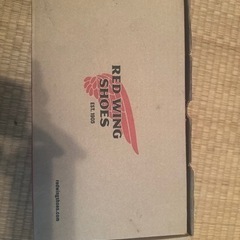 RED WING
SHOES
EST. 1905
redwingshoes.com